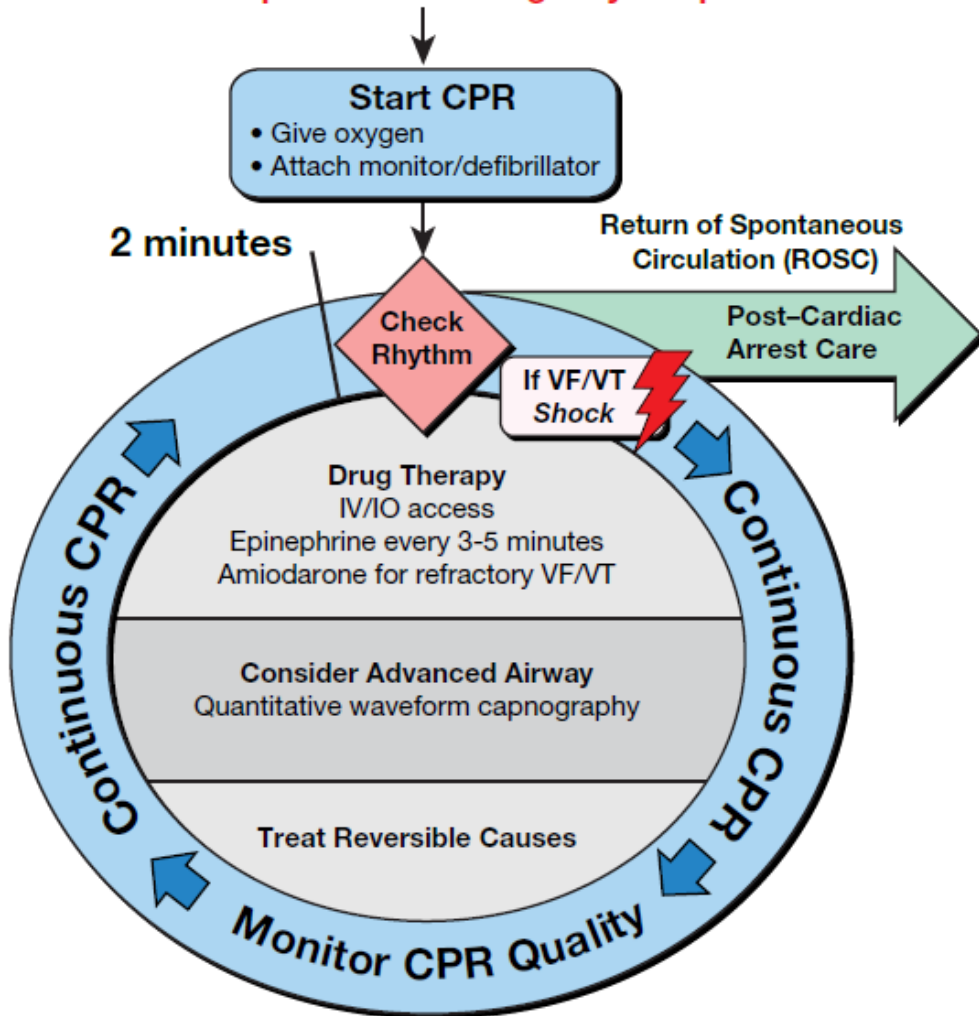 Start CPR
• Give oxygen
• Attach monitor/defibrillator
2 minutes
Return of Spontaneous
Circulation (ROSC)
Check
Rhythm
Post–Cardiac
Arrest Care
If VF/VT
Shock
Drug Therapy
IV/IO access
Epinephrine every 3-5 minutes
Amiodarone for refractory VF/VT
Consider Advanced Airway
Quantitative waveform capnography
Treat Reversible Causes
Continuous CPR
Continuous CPR
Monitor CPR Quality